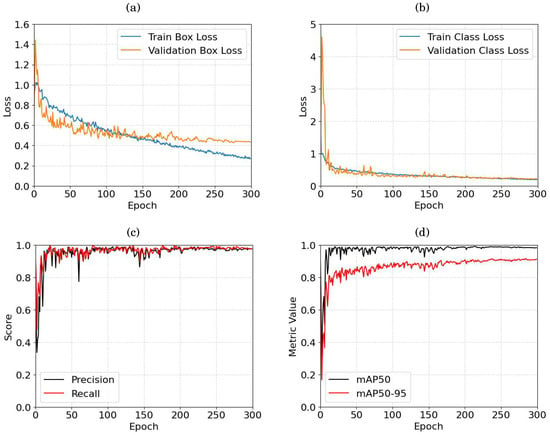 (a)
1.6
1.4
1.2
1.0
0.8
0.6
0.4
0.2
0.0
Loss
Train Box Loss
Validation Box Loss
0 50 100 150 200 250 300
Epoch
(b)
5
4
3
2
1
0
Loss
Train Class Loss
Validation Class Loss
0 50 100 150 200 250 300
Epoch
(c)
1.0
0.8
0.6
0.4
0.2
0.0
Score
Precision
Recall
0 50 100 150 200 250 300
Epoch
(d)
1.0
0.8
0.6
0.4
0.2
0.0
Metric Value
mAP50
mAP50-95
0 50 100 150 200 250 300
Epoch